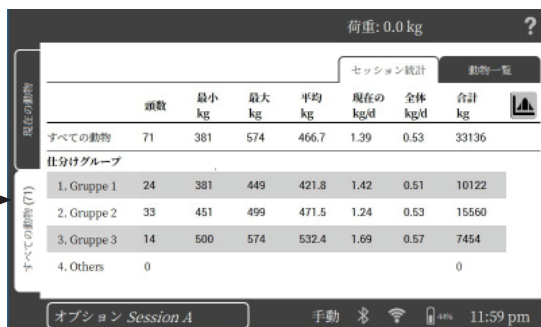 荷重: 0.0 kg ?
セッション統計 動物一覧
現在の動物
頭数 最小 kg 最大 kg 平均 kg 現在の kg/d 全体 kg/d 合計 kg
すべての動物 71 381 574 466.7 1.39 0.53 33136
仕分けグループ
すべての動物 (71)
1. Gruppe 1 24 381 449 421.8 1.42 0.51 10122
2. Gruppe 2 33 451 499 471.5 1.24 0.53 15560
3. Gruppe 3 14 500 574 532.4 1.69 0.57 7454
4. Others 0 0
オプション Session A 手動 44% 11:59 pm